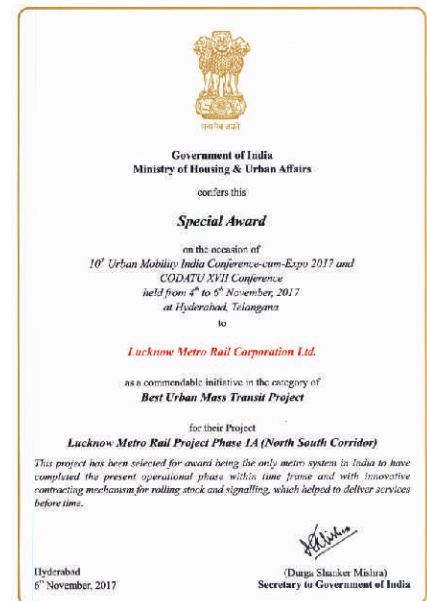 सत्यमेव जयते
Government of India
Ministry of Housing & Urban Affairs
confers this
Special Award
on the occasion of
10th Urban Mobility India Conference-cum-Expo 2017 and
CODATU XVII Conference
held from 4th to 6th November, 2017
at Hyderabad, Telangana
to
Lucknow Metro Rail Corporation Ltd.
as a commendable initiative in the category of
Best Urban Mass Transit Project
for their Project
Lucknow Metro Rail Project Phase 1A (North South Corridor)
This project has been selected for award being the only metro system in India to have
completed the present operational phase within time frame and with innovative
contracting mechanism for rolling stock and signalling, which helped to deliver services
before time.
Hyderabad
6th November, 2017
(Durga Shanker Mishra)
Secretary to Government of India